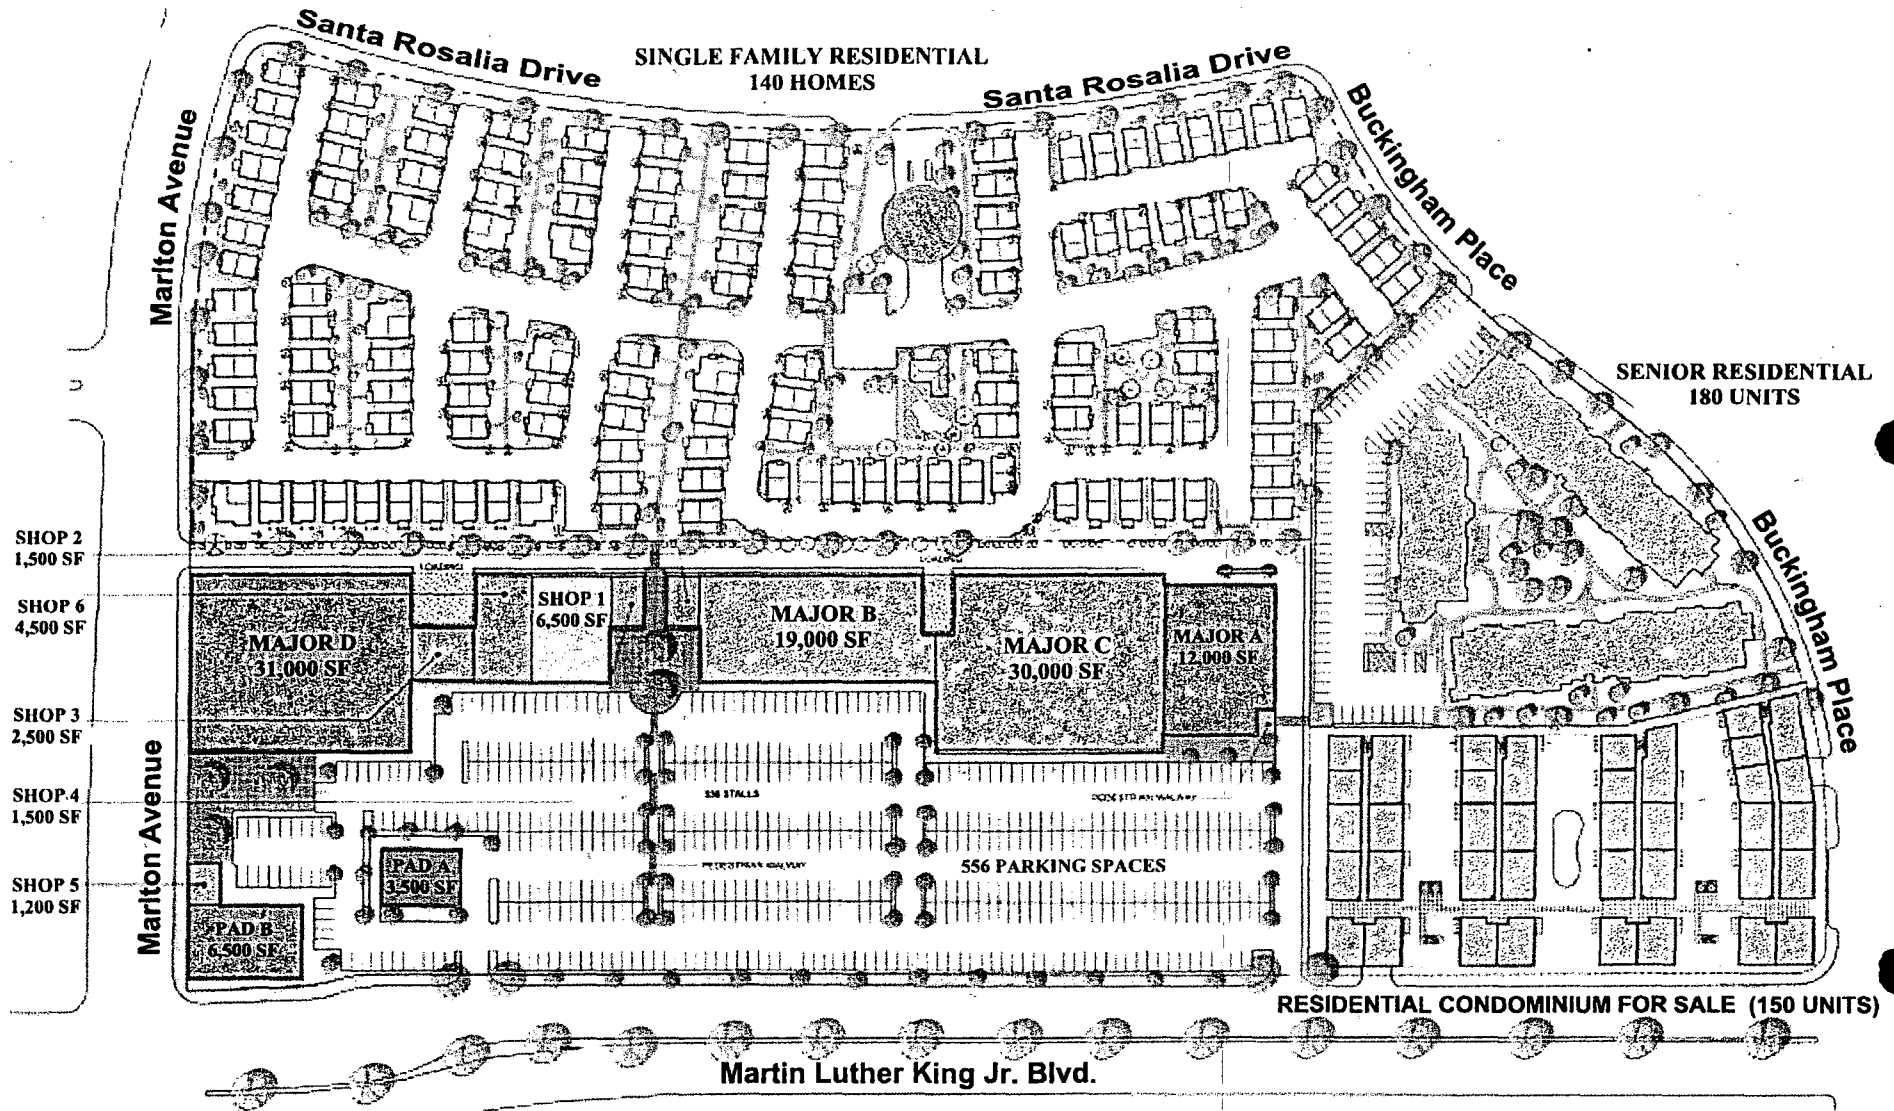 Santa Rosalia Drive
SINGLE FAMILY RESIDENTIAL
140 HOMES
Santa Rosalia Drive
Buckingham Place
Marlton Avenue
SENIOR RESIDENTIAL
180 UNITS
Buckingham Place
SHOP 2
1,500 SF
SHOP 6
4,500 SF
SHOP 3
2,500 SF
SHOP 4
1,500 SF
SHOP 5
1,200 SF
Marlton Avenue
MAJOR D
31,000 SF
SHOP 1
6,500 SF
MAJOR B
19,000 SF
MAJOR C
30,000 SF
MAJOR A
12,000 SF
PAD A
3,500 SF
PAD B
6,500 SF
556 PARKING SPACES
RESIDENTIAL CONDOMINIUM FOR SALE (150 UNITS)
Martin Luther King Jr. Blvd.